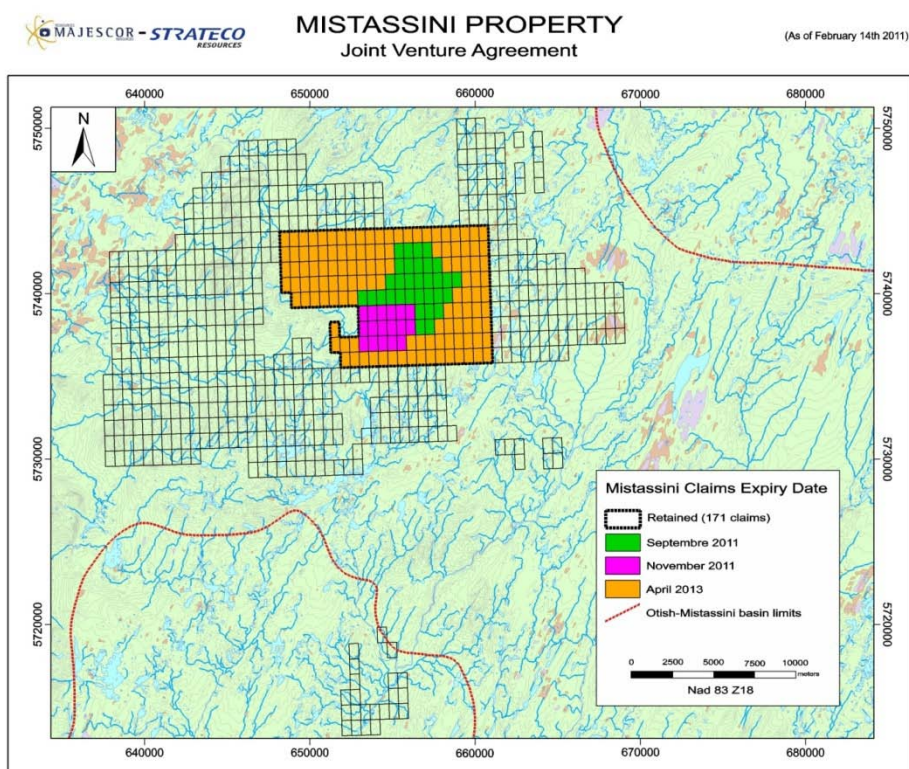 RESOURCES
MAJESCOR - STRATECO
RESOURCES
MISTASSINI PROPERTY
Joint Venture Agreement
(As of February 14th 2011)
640000 650000 660000 670000 680000
5750000 5750000
N
5740000 5740000
5730000 5730000
Mistassini Claims Expiry Date
Retained (171 claims)
Septembre 2011
November 2011
April 2013
Otish-Mistassini basin limits
5720000 5720000
0 2500 5000 7500 10000
meters
Nad 83 Z18
640000 650000 660000 670000 680000